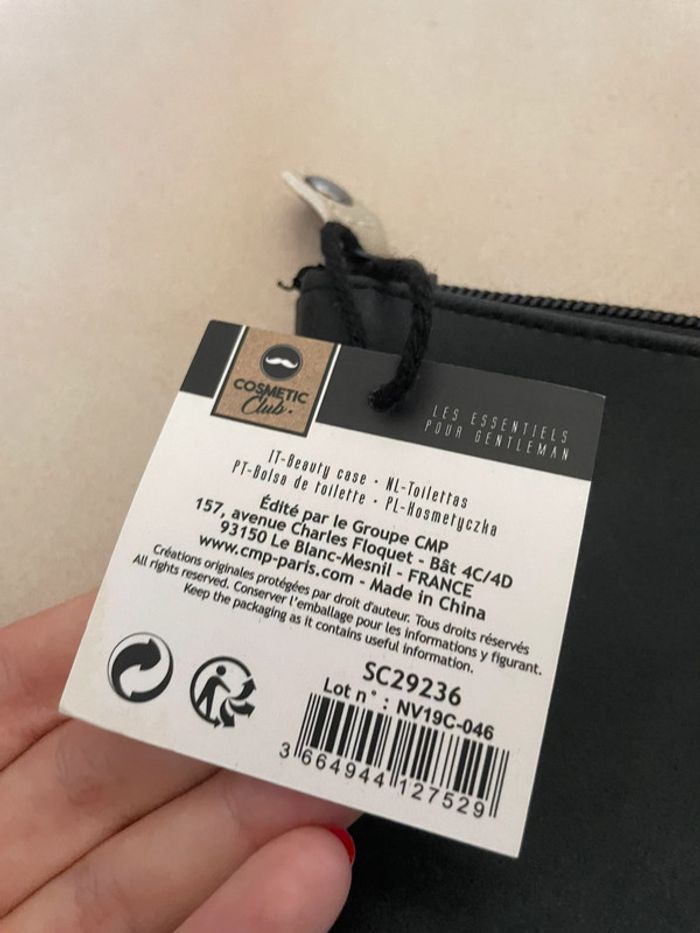 COSMETIC
Club.
LES ESSENTIELS
POUR GENTLEMAN
IT-Beauty case · NL-Toilettas
PT-Bolsa de toilette · PL-Kosmetyczka
Édité par le Groupe CMP
157, avenue Charles Floquet - Bât 4C/4D
93150 Le Blanc-Mesnil - FRANCE
www.cmp-paris.com - Made in China
Créations originales protégées par droit d'auteur. Tous droits réservés
All rights reserved. Conserver l'emballage pour les informations y figurant.
Keep the packaging as it contains useful information.
SC29236
Lot n° : NV19C-046
3 664944 127529